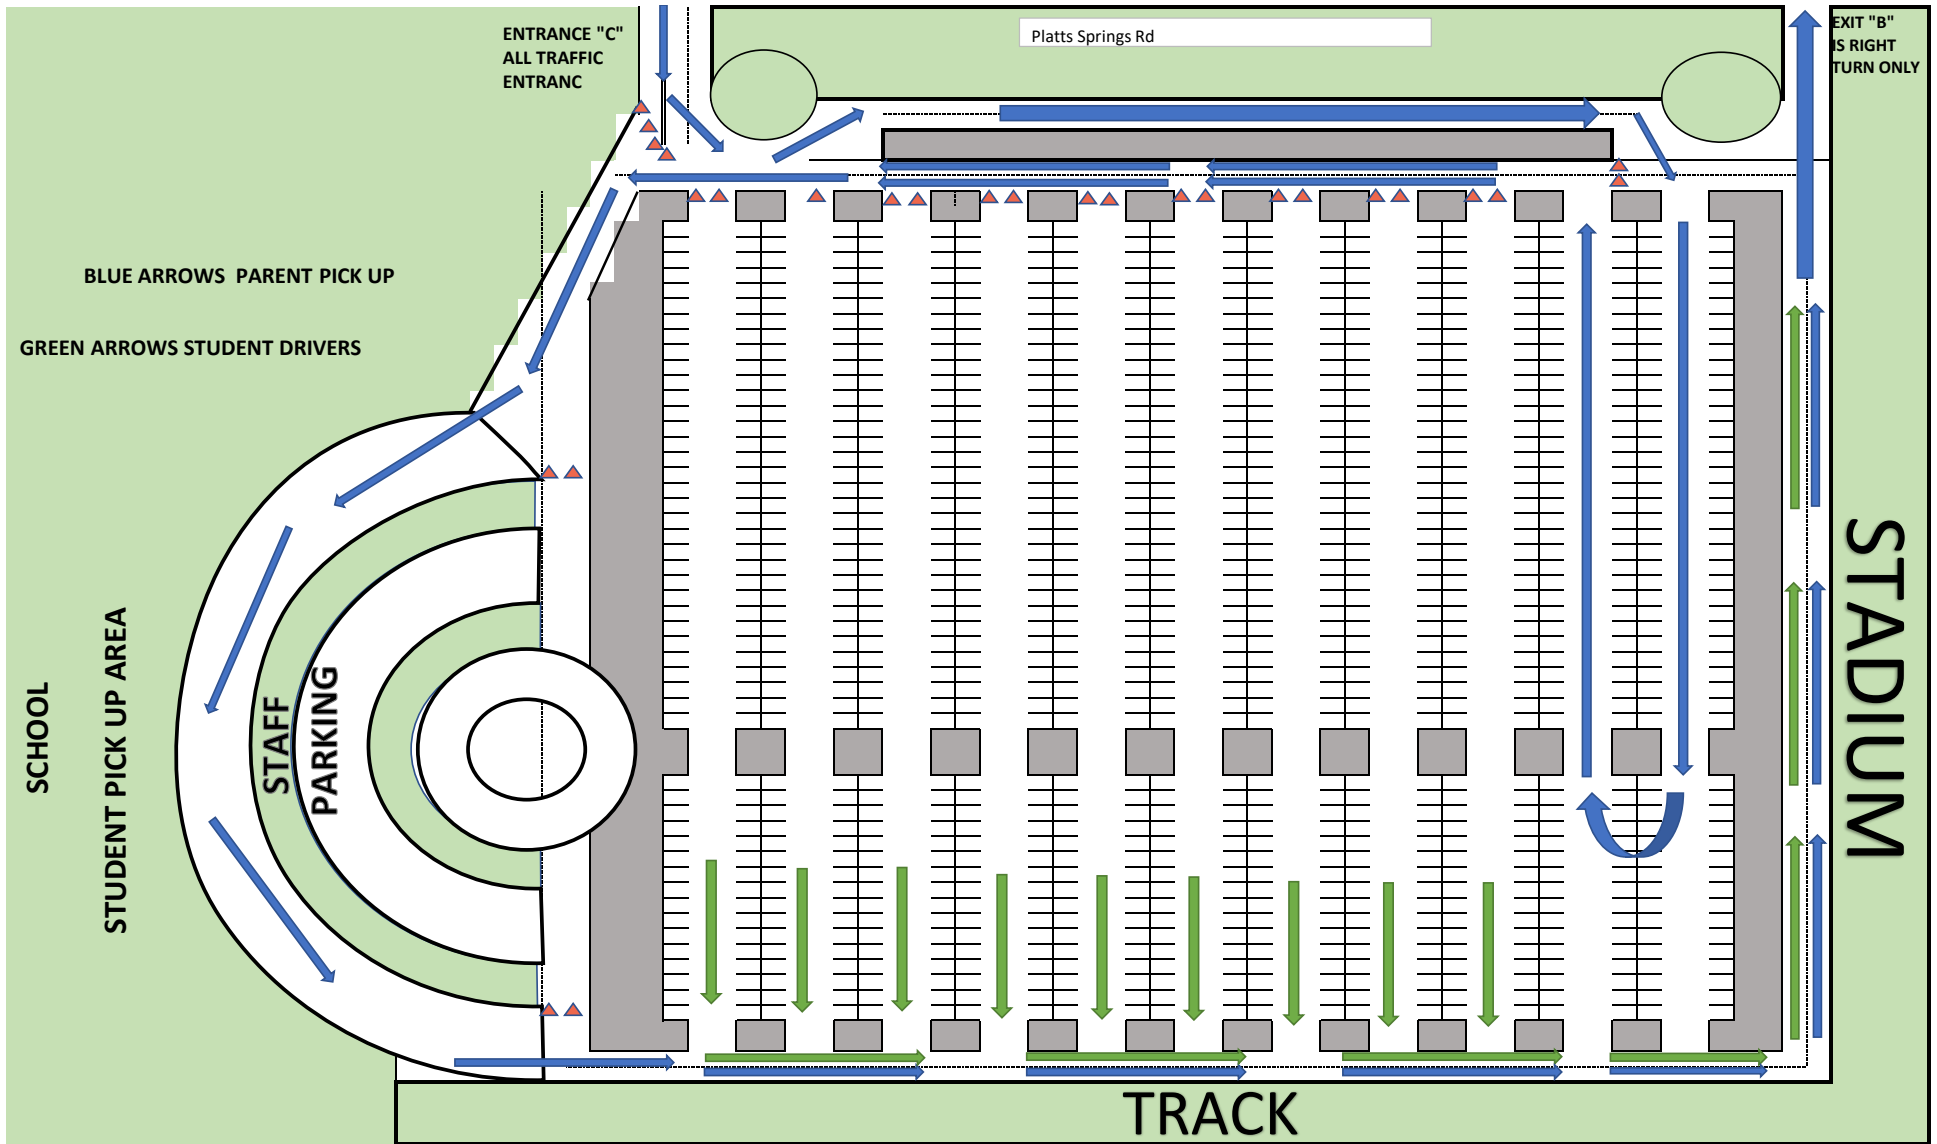 ENTRANCE "C"
ALL TRAFFIC
ENTRANC
Platts Springs Rd
EXIT "B"
IS RIGHT
TURN ONLY
BLUE ARROWS  PARENT PICK UP
GREEN ARROWS STUDENT DRIVERS
SCHOOL
STUDENT PICK UP AREA
STAFF
PARKING
STADIUM
TRACK